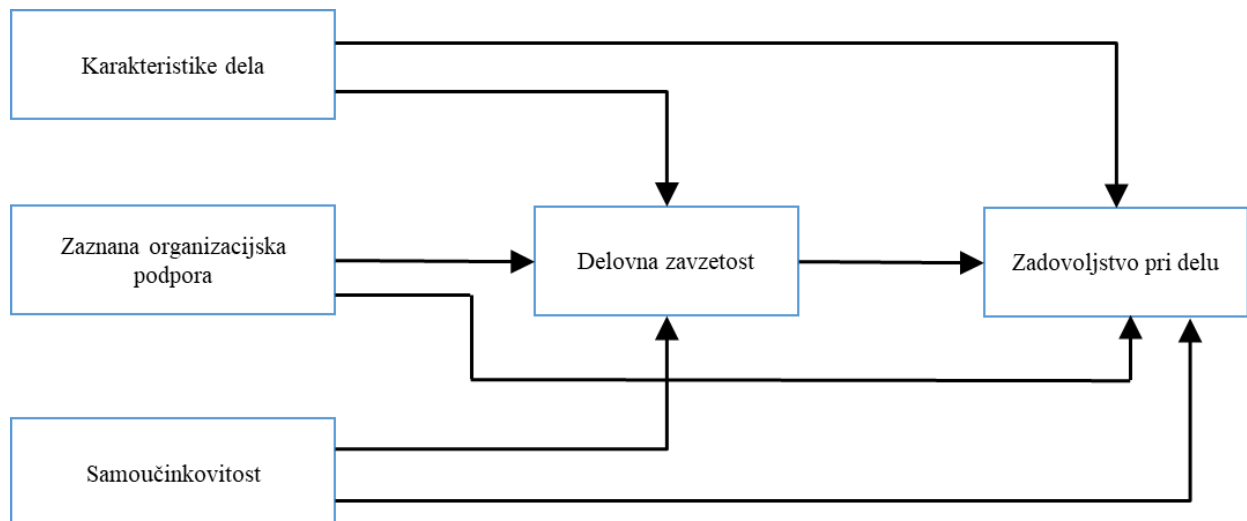 Karakteristike dela
Zaznana organizacijska
podpora
Delovna zavzetost
Zadovoljstvo pri delu
Samoučinkovitost